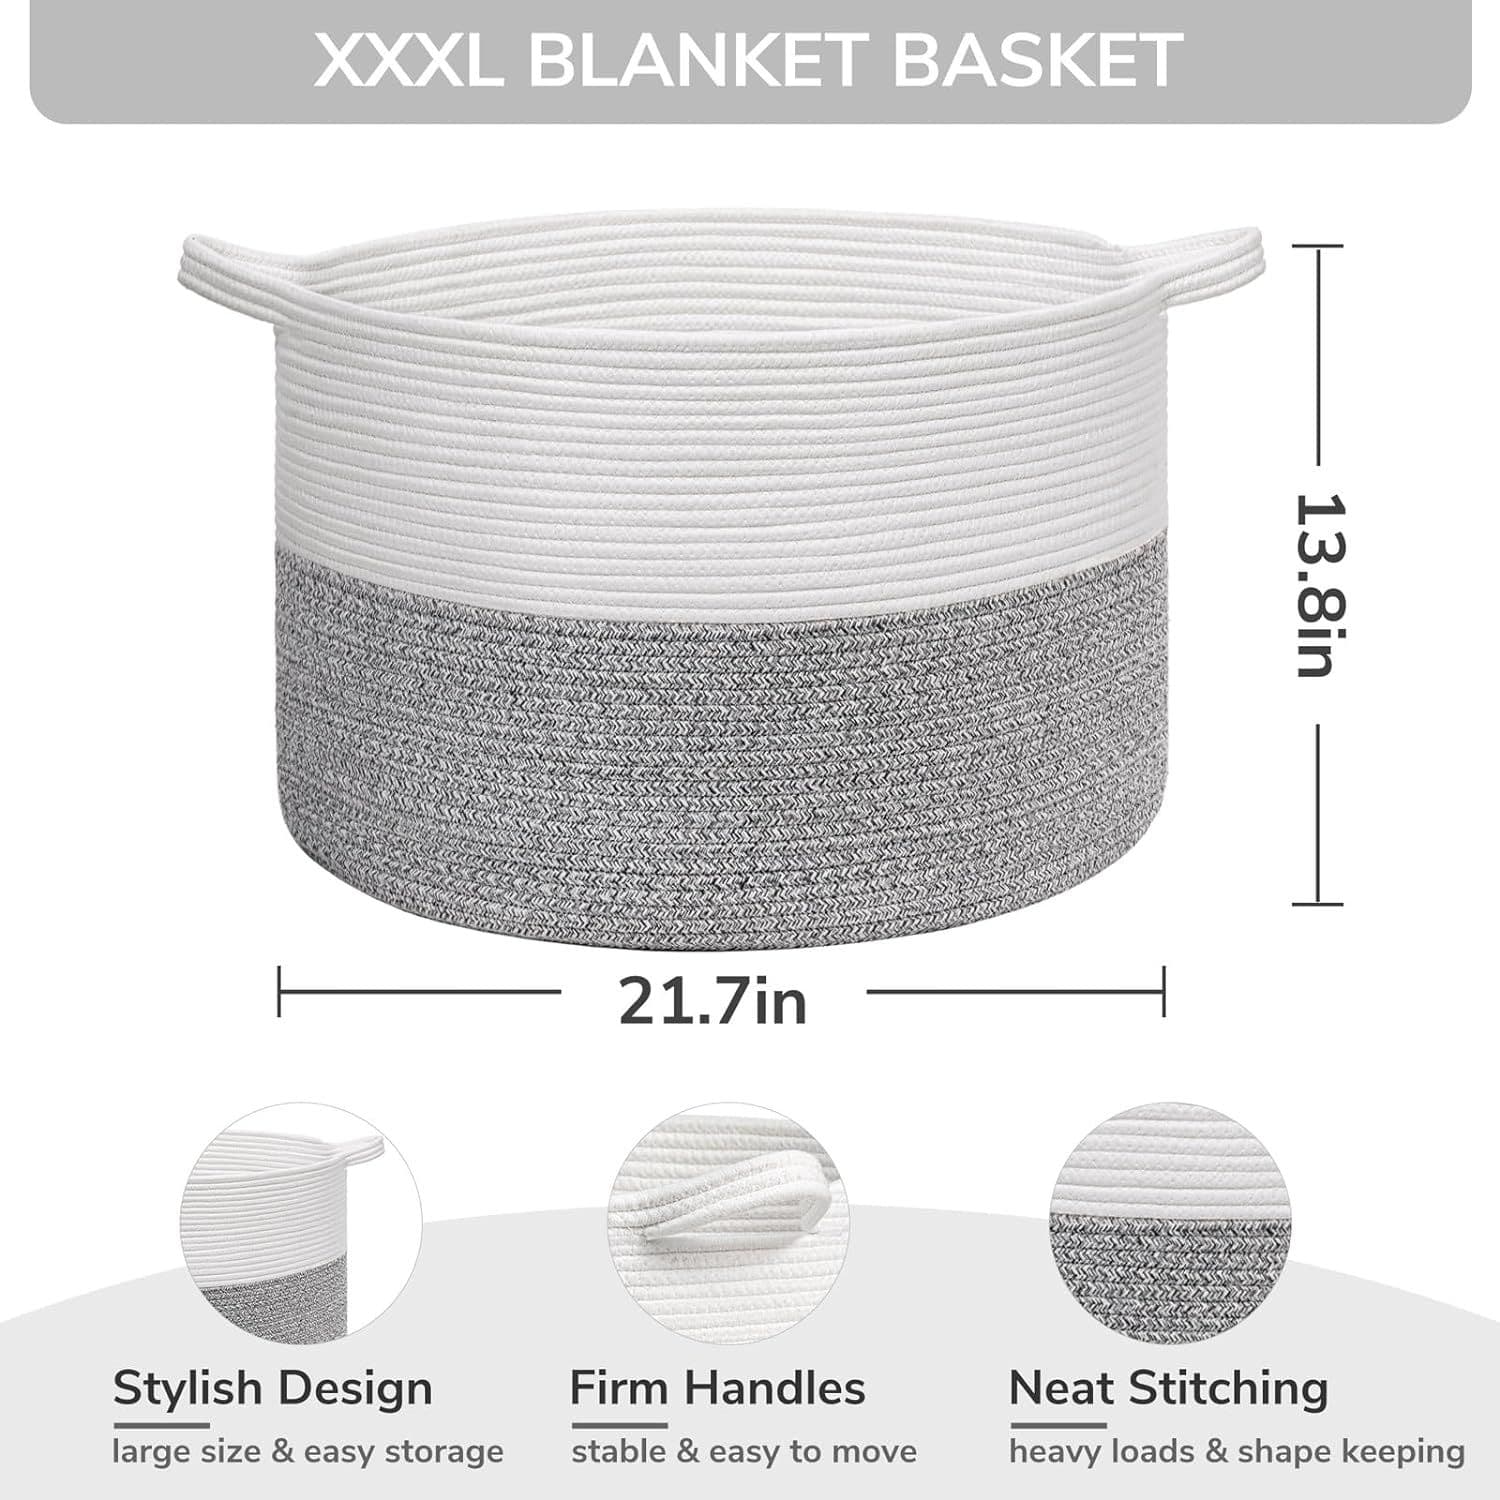 XXXL BLANKET BASKET
13.8in
21.7in
Stylish Design
large size & easy storage
Firm Handles
stable & easy to move
Neat Stitching
heavy loads & shape keeping